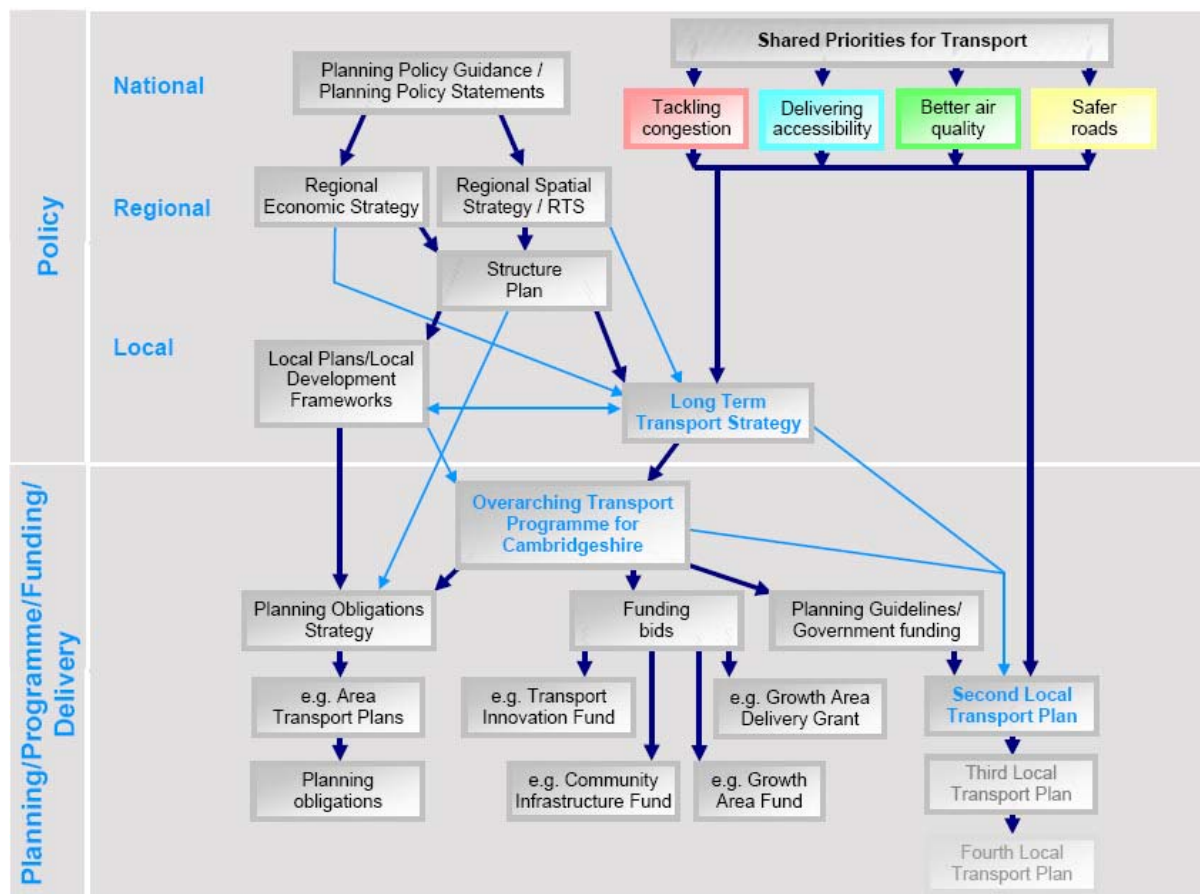 Policy
Planning/Programme/Funding/
Delivery
National
Regional
Local
Planning Policy Guidance /
Planning Policy Statements
Shared Priorities for Transport
Tackling
congestion
Delivering
accessibility
Better air
quality
Safer
roads
Regional
Economic Strategy
Regional Spatial
Strategy / RTS
Structure
Plan
Local Plans/Local
Development
Frameworks
Long Term
Transport Strategy
Overarching Transport
Programme for
Cambridgeshire
Planning Obligations
Strategy
Funding
bids
Planning Guidelines/
Government funding
e.g. Area
Transport Plans
e.g. Transport
Innovation Fund
e.g. Growth Area
Delivery Grant
Second Local
Transport Plan
Planning
obligations
e.g. Community
Infrastructure Fund
e.g. Growth
Area Fund
Third Local
Transport Plan
Fourth Local
Transport Plan